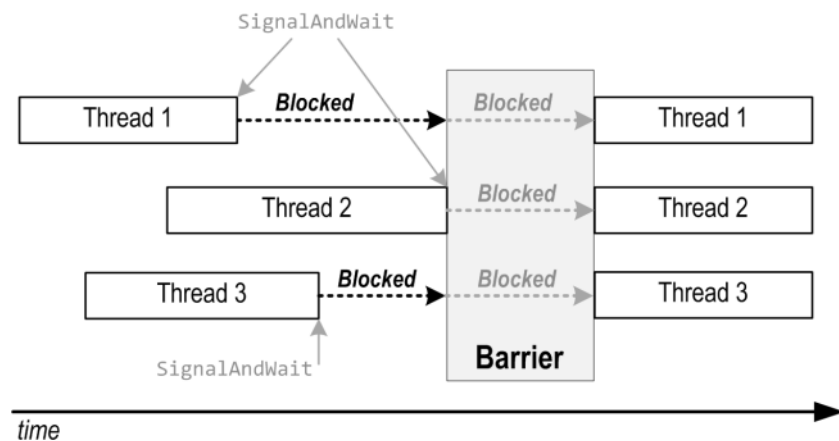 SignalAndWait
Thread 1
Blocked
Blocked
Thread 1
Thread 2
Blocked
Thread 2
Thread 3
Blocked
Blocked
Thread 3
SignalAndWait
Barrier
time